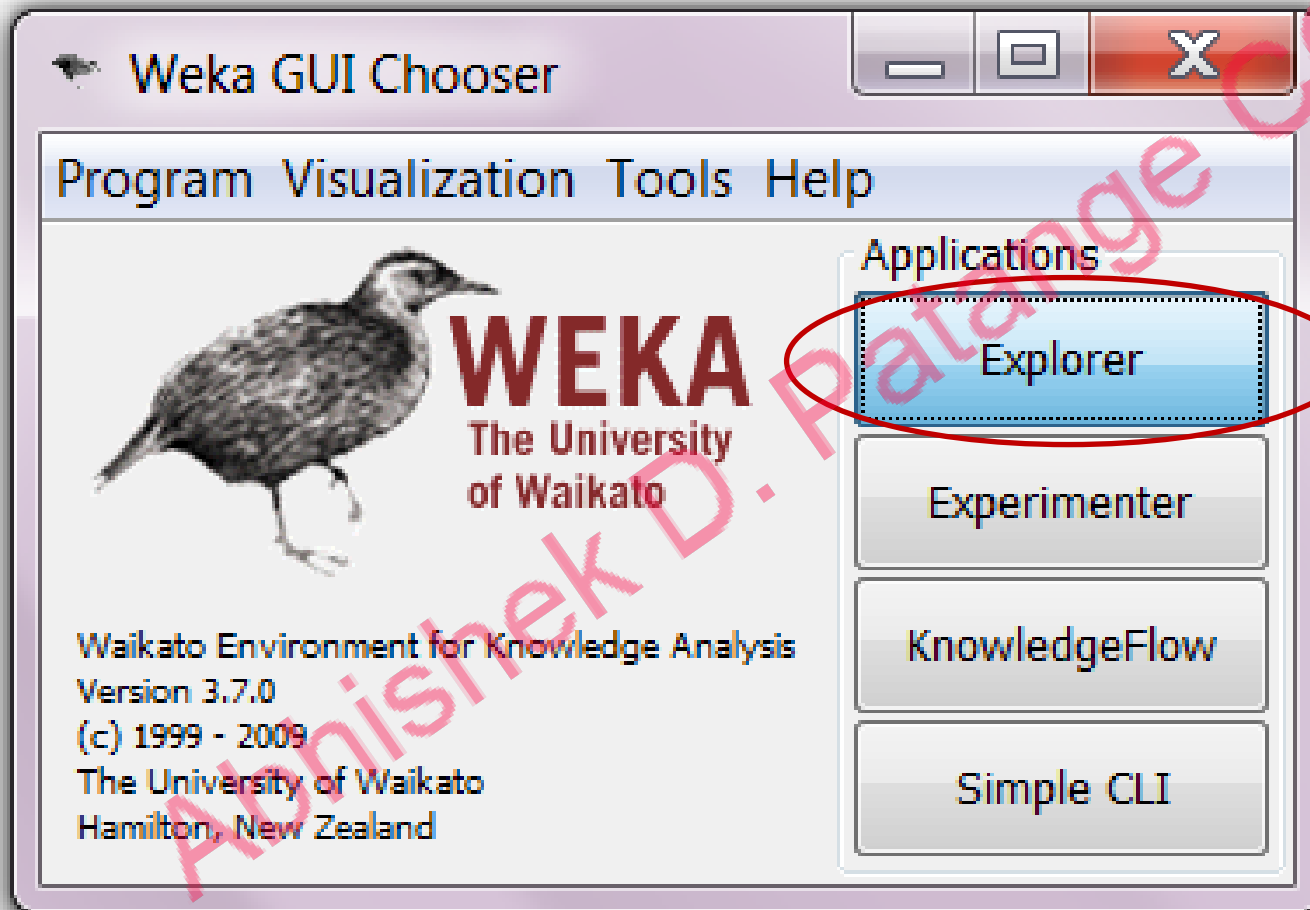 Weka GUI Chooser
Program Visualization Tools Help
WEKA
The University
of Waikato
Waikato Environment for Knowledge Analysis
Version 3.7.0
(c) 1999 - 2009
The University of Waikato
Hamilton, New Zealand
Applications
Explorer
Experimenter
KnowledgeFlow
Simple CLI
Abhishek D. Patange